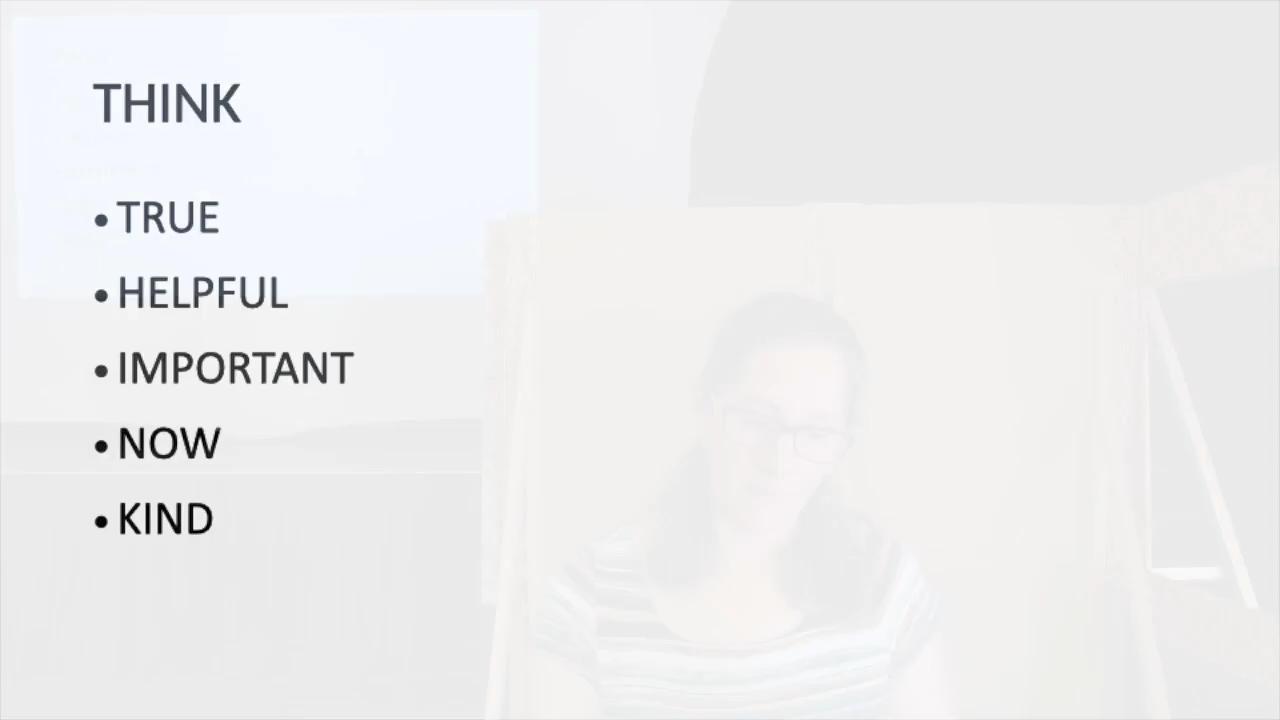 THINK
• TRUE
• HELPFUL
• IMPORTANT
• NOW
• KIND